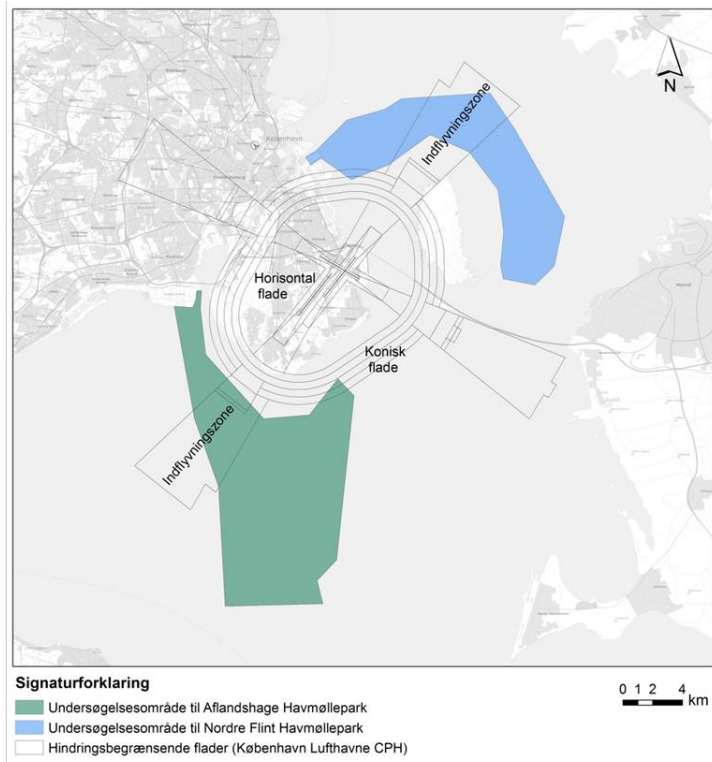 N
København
Indflyvningszone
Horisontal
flade
Konisk
flade
Indflyvningszone
Signaturforklaring
Undersøgelsesområde til Aflandshage Havmøllepark
Undersøgelsesområde til Nordre Flint Havmøllepark
Hindringsbegrænsende flader (København Lufthavne CPH)
0 1 2 4
km